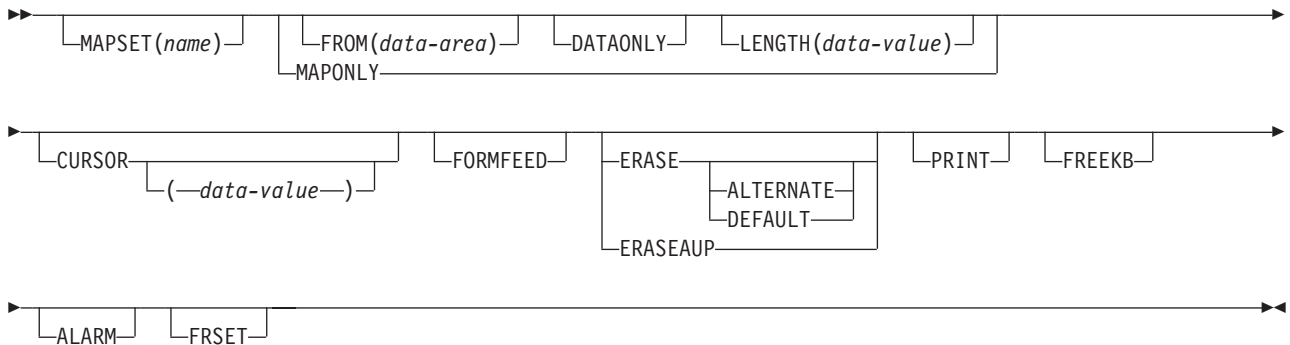 MAPSET(name) FROM(data-area) DATAONLY LENGTH(data-value)
MAPONLY
CURSOR FORMFEED ERASE PRINT FREEKB
( data-value ) ALTERNATE
DEFAULT
ERASEAUP
ALARM FRSET